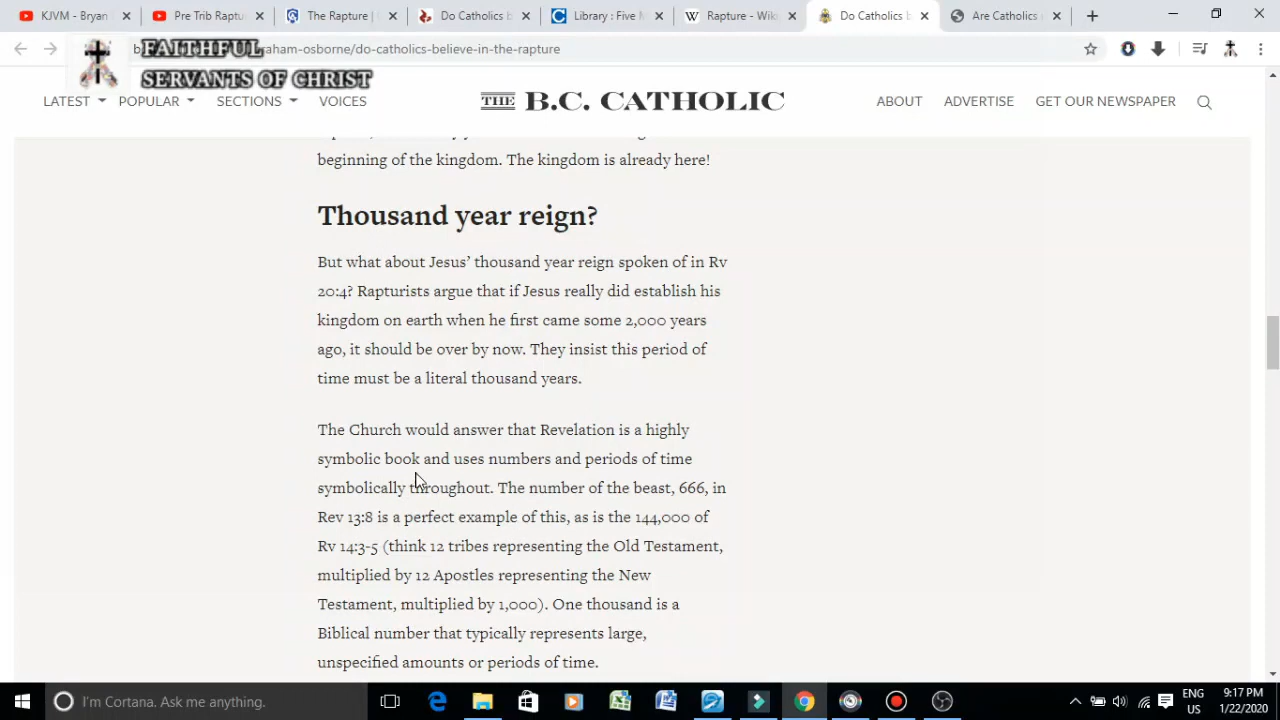 KJVM - Bryan
Pre Trib Raptu
The Rapture |
Do Catholics b
Library : Five M
Rapture - Wik
Do Catholics b
Are Catholics
FAITHFUL
SERVANTS OF CHRIST
raham-osborne/do-catholics-believe-in-the-rapture
LATEST POPULAR SECTIONS VOICES
THE B.C. CATHOLIC
ABOUT ADVERTISE GET OUR NEWSPAPER
beginning of the kingdom. The kingdom is already here!
Thousand year reign?
But what about Jesus’ thousand year reign spoken of in Rv
20:4? Rapturists argue that if Jesus really did establish his
kingdom on earth when he first came some 2,000 years
ago, it should be over by now. They insist this period of
time must be a literal thousand years.
The Church would answer that Revelation is a highly
symbolic book and uses numbers and periods of time
symbolically throughout. The number of the beast, 666, in
Rev 13:8 is a perfect example of this, as is the 144,000 of
Rv 14:3-5 (think 12 tribes representing the Old Testament,
multiplied by 12 Apostles representing the New
Testament, multiplied by 1,000). One thousand is a
Biblical number that typically represents large,
unspecified amounts or periods of time.
I'm Cortana. Ask me anything.
ENG
US
9:17 PM
1/22/2020